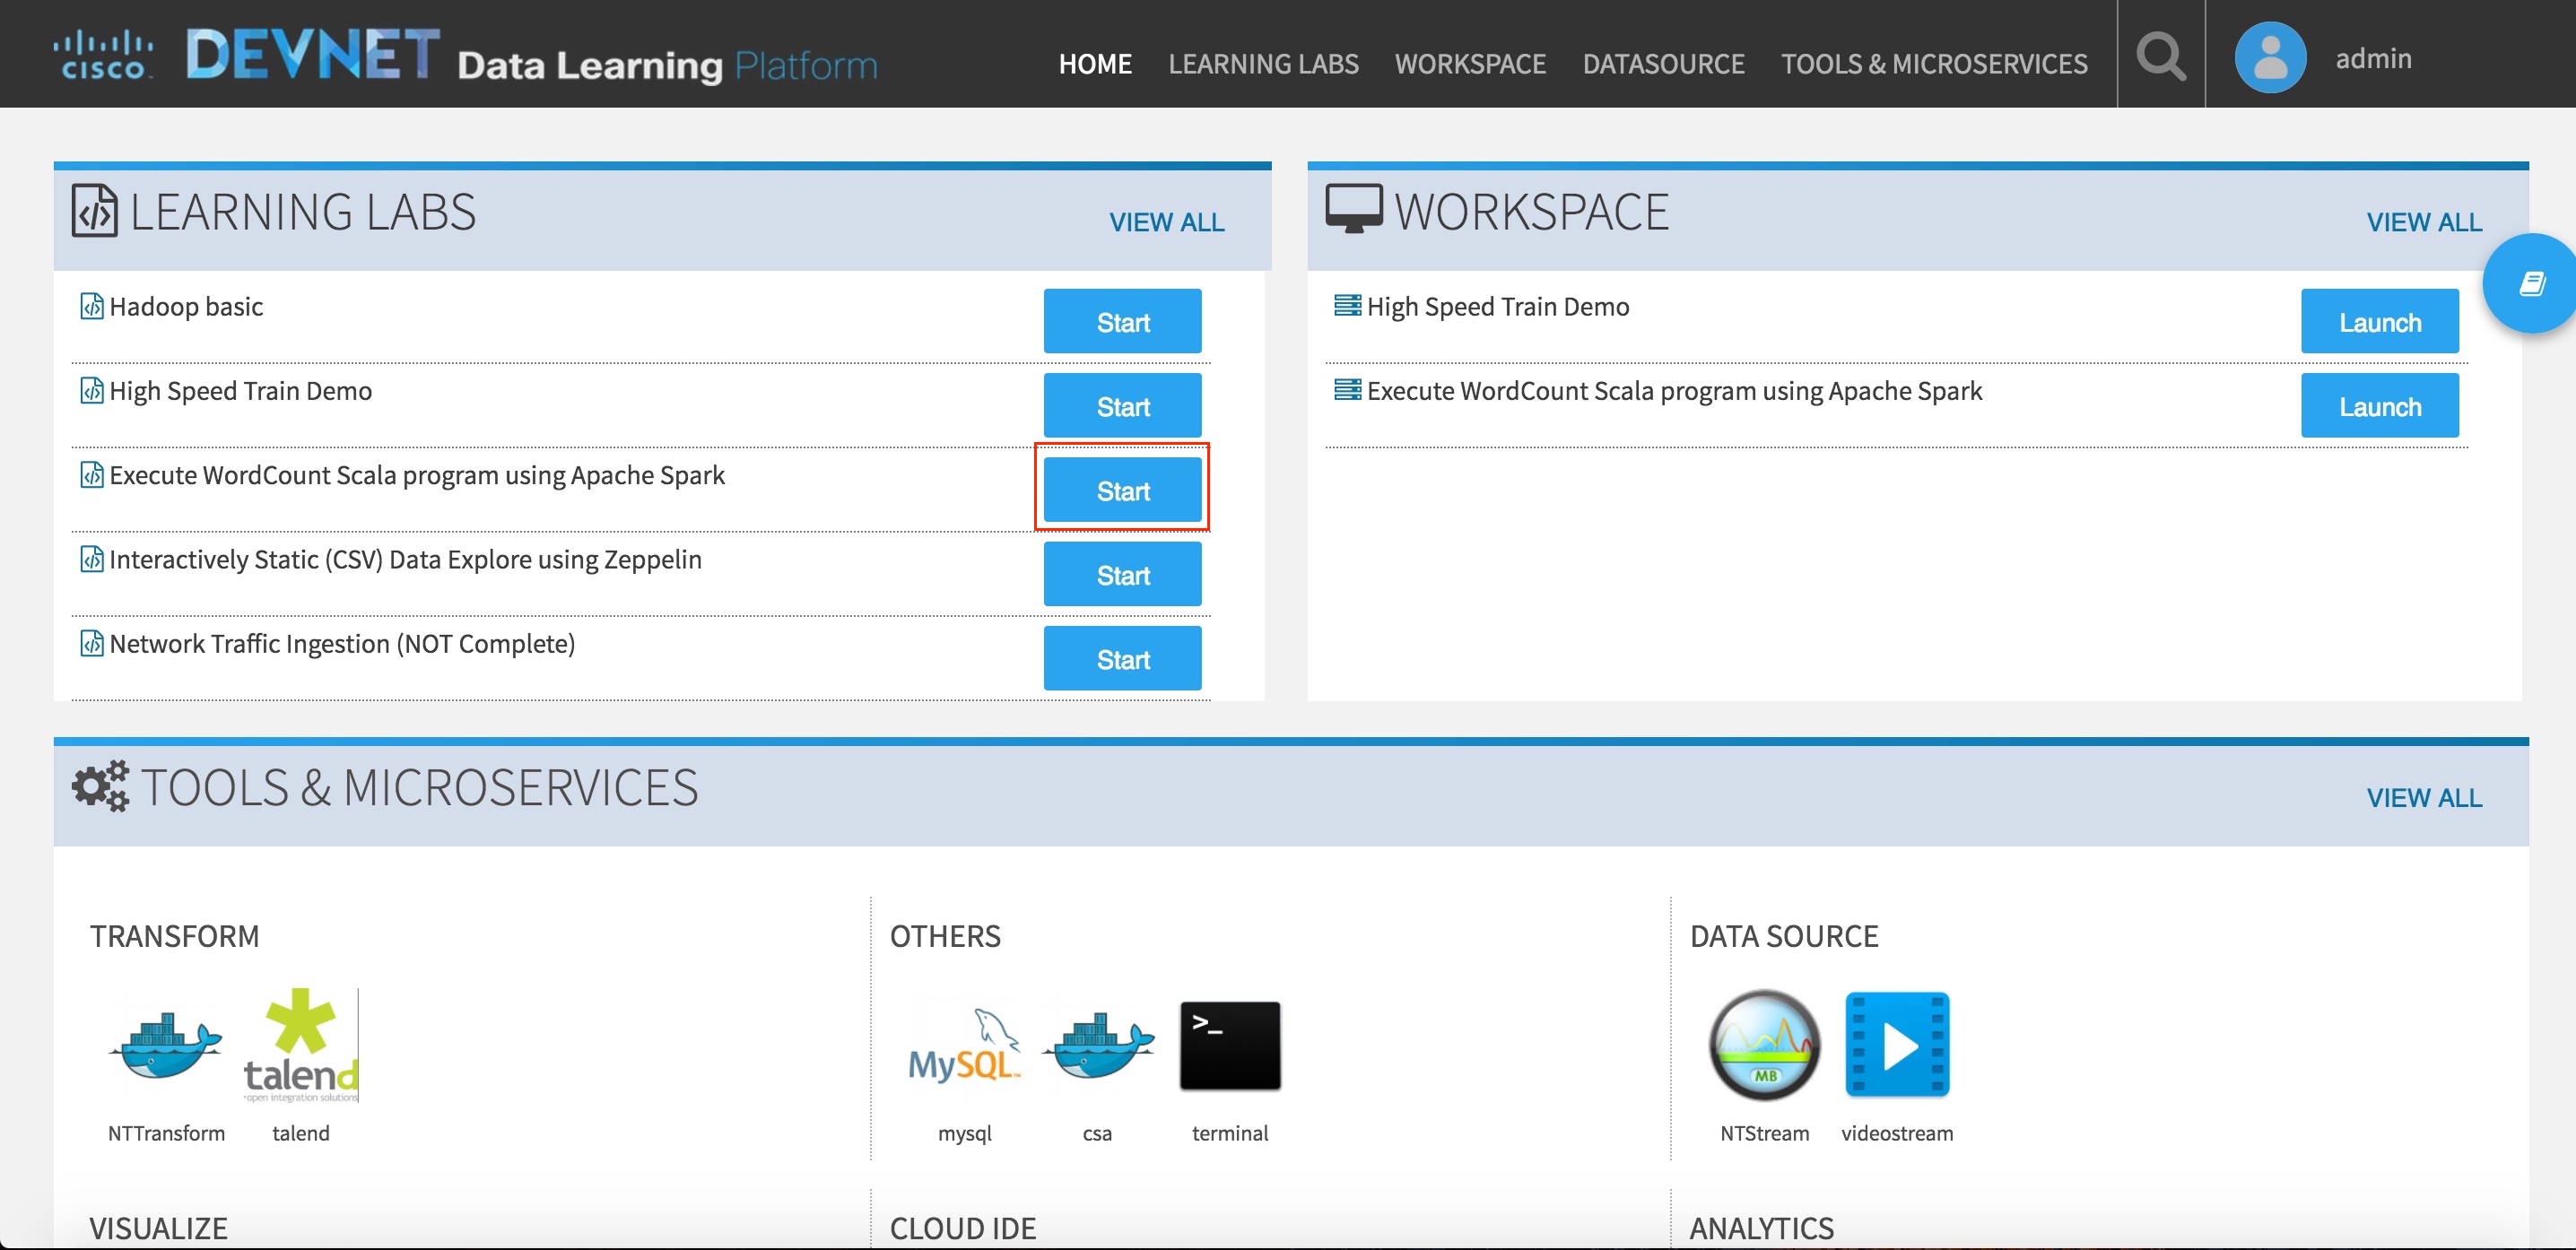 CISCO DEVNET Data Learning Platform HOME LEARNING LABS WORKSPACE DATASOURCE TOOLS & MICROSERVICES admin
LEARNING LABS VIEW ALL
Hadoop basic Start
High Speed Train Demo Start
Execute WordCount Scala program using Apache Spark Start
Interactively Static (CSV) Data Explore using Zeppelin Start
Network Traffic Ingestion (NOT Complete) Start
WORKSPACE VIEW ALL
High Speed Train Demo Launch
Execute WordCount Scala program using Apache Spark Launch
TOOLS & MICROSERVICES VIEW ALL
TRANSFORM
talend
open integration solutions
NTTransform talend
OTHERS
MySQL
>_
mysql csa terminal
DATA SOURCE
MB
NTStream videostream
VISUALIZE CLOUD IDE ANALYTICS